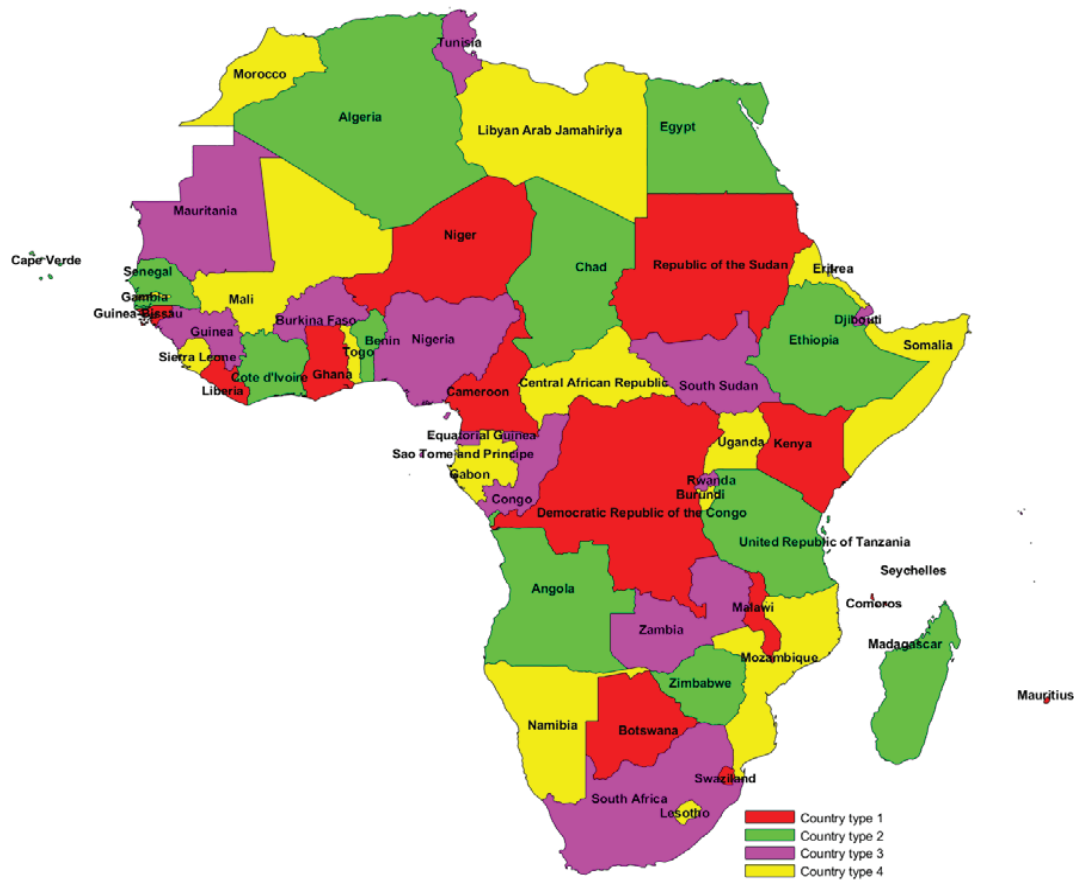 Tunisia
Morocco
Algeria
Libyan Arab Jamahiriya
Egypt
Mauritania
Niger
Cape Verde
Senegal
Chad
Republic of the Sudan
Eritrea
Gambia
Mali
Guinea-Bissau
Burkina Faso
Djibouti
Guinea
Benin
Nigeria
Ethiopia
Somalia
Sierra Leone
Togo
Cote d'Ivoire
Ghana
Liberia
Cameroon
Central African Republic
South Sudan
Equatorial Guinea
Uganda
Kenya
Sao Tome and Principe
Gabon
Rwanda
Burundi
Congo
Democratic Republic of the Congo
United Republic of Tanzania
Seychelles
Angola
Malawi
Comoros
Zambia
Madagascar
Mozambique
Zimbabwe
Mauritius
Namibia
Botswana
Swaziland
South Africa
Lesotho
Country type 1
Country type 2
Country type 3
Country type 4